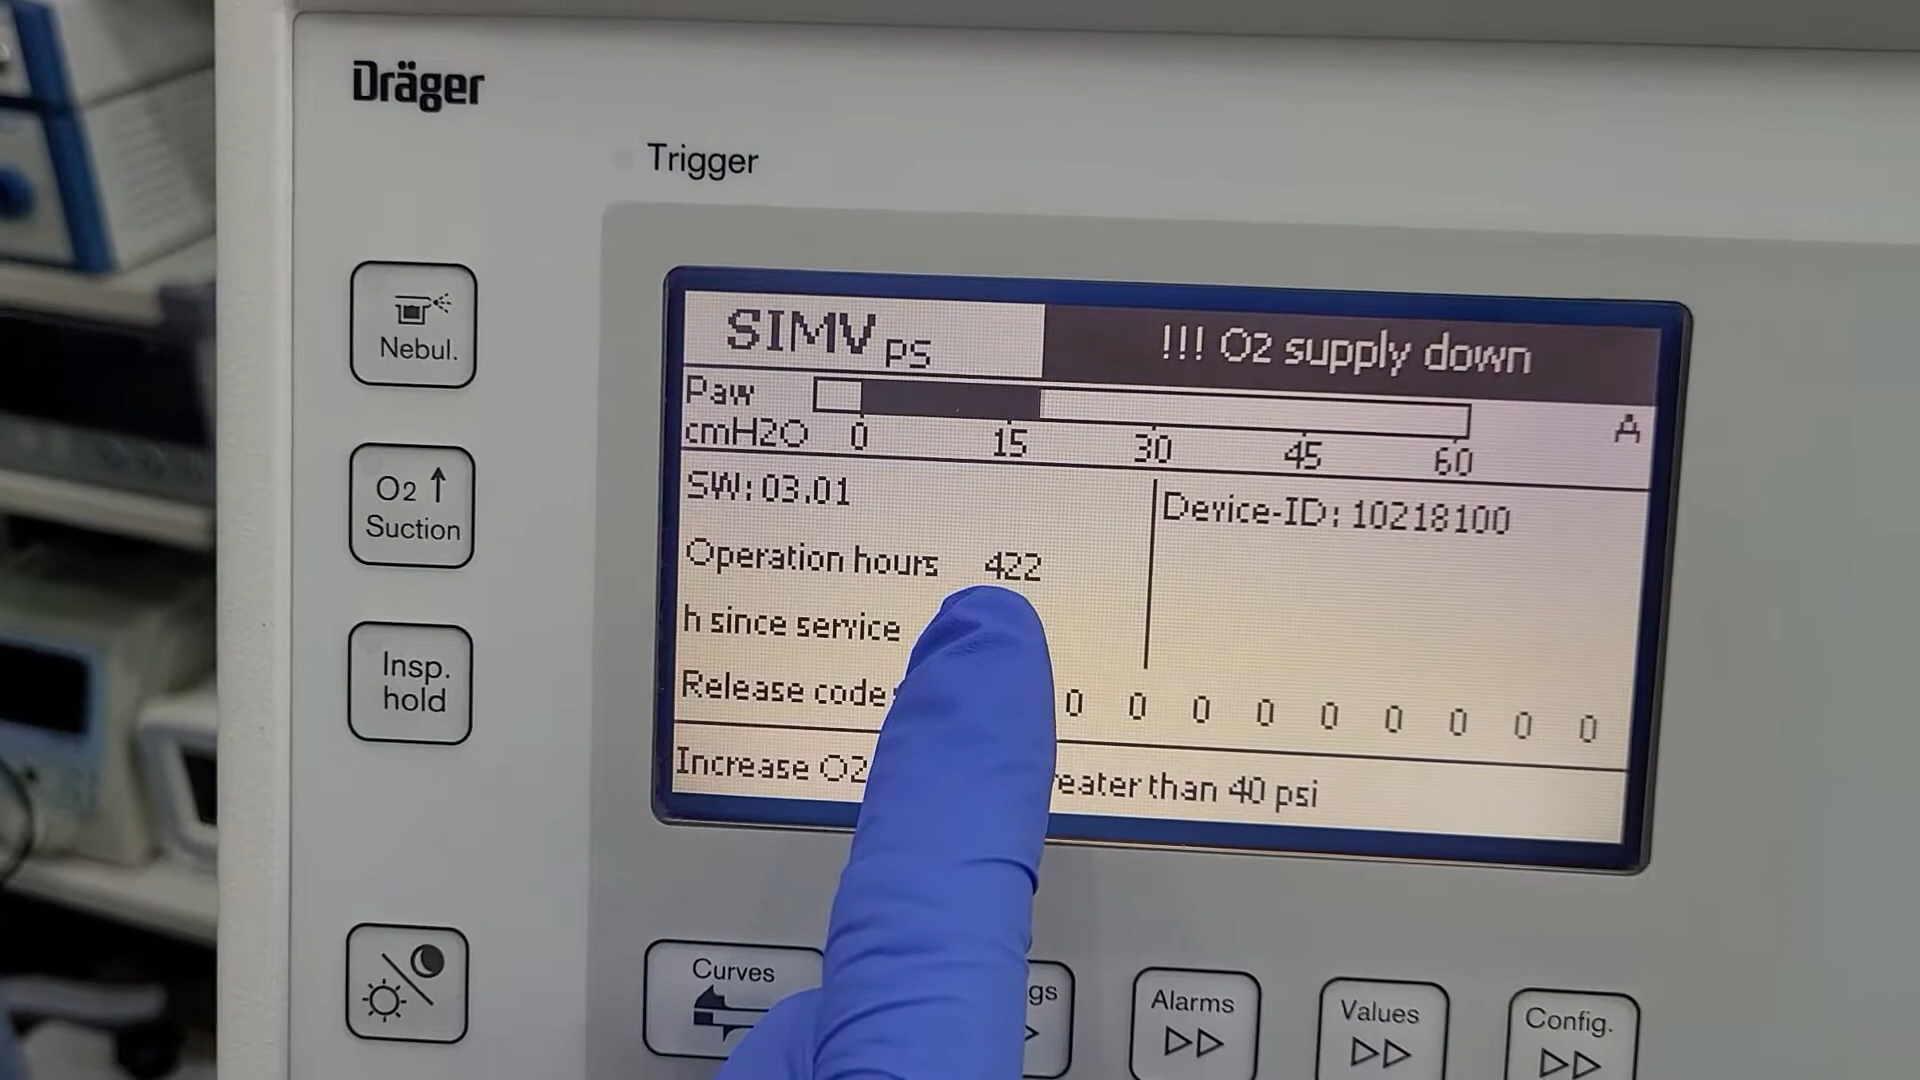 Dräger
Trigger
Nebul.
O2 ↑
Suction
Insp.
hold
SIMV PS
!!! O2 supply down
Paw
cmH2O 0 15 30 45 60
A
SW: 03.01
Device-ID: 10218100
Operation hours 422
h since service
Release code 0 0 0 0 0 0 0 0 0
Increase O2 than 40 psi
Curves
Alarms
Values
Config.